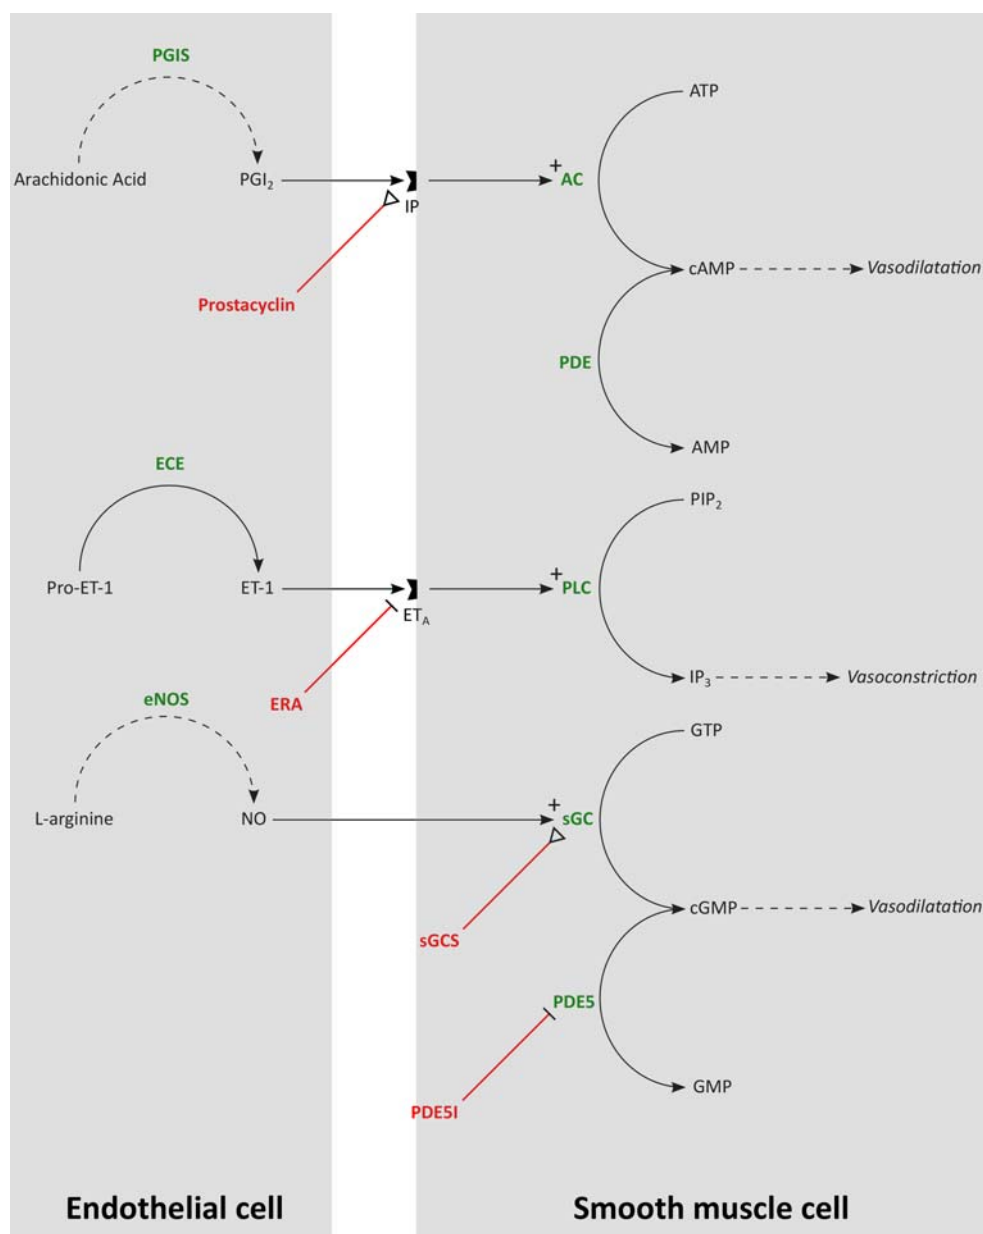 PGIS
ATP
Arachidonic Acid
PGI₂
IP
+
AC
cAMP
Vasodilatation
Prostacyclin
PDE
AMP
ECE
PIP₂
Pro-ET-1
ET-1
ET_A
+
PLC
IP₃
Vasoconstriction
ERA
eNOS
GTP
L-arginine
NO
+
sGC
cGMP
Vasodilatation
sGCS
PDE5
GMP
PDE5I
Endothelial cell
Smooth muscle cell